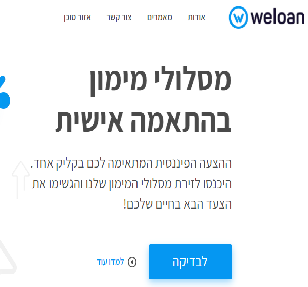 weloan
אודות מאמרים צור קשר אזור סוכן
מסלולי מימון
בהתאמה אישית
ההצעה הפיננסית המתאימה לכם בקליק אחד.
היכנסו לזירת מסלולי המימון שלנו והגשימו את
הצעד הבא בחיים שלכם!
לבדיקה
למדו עוד